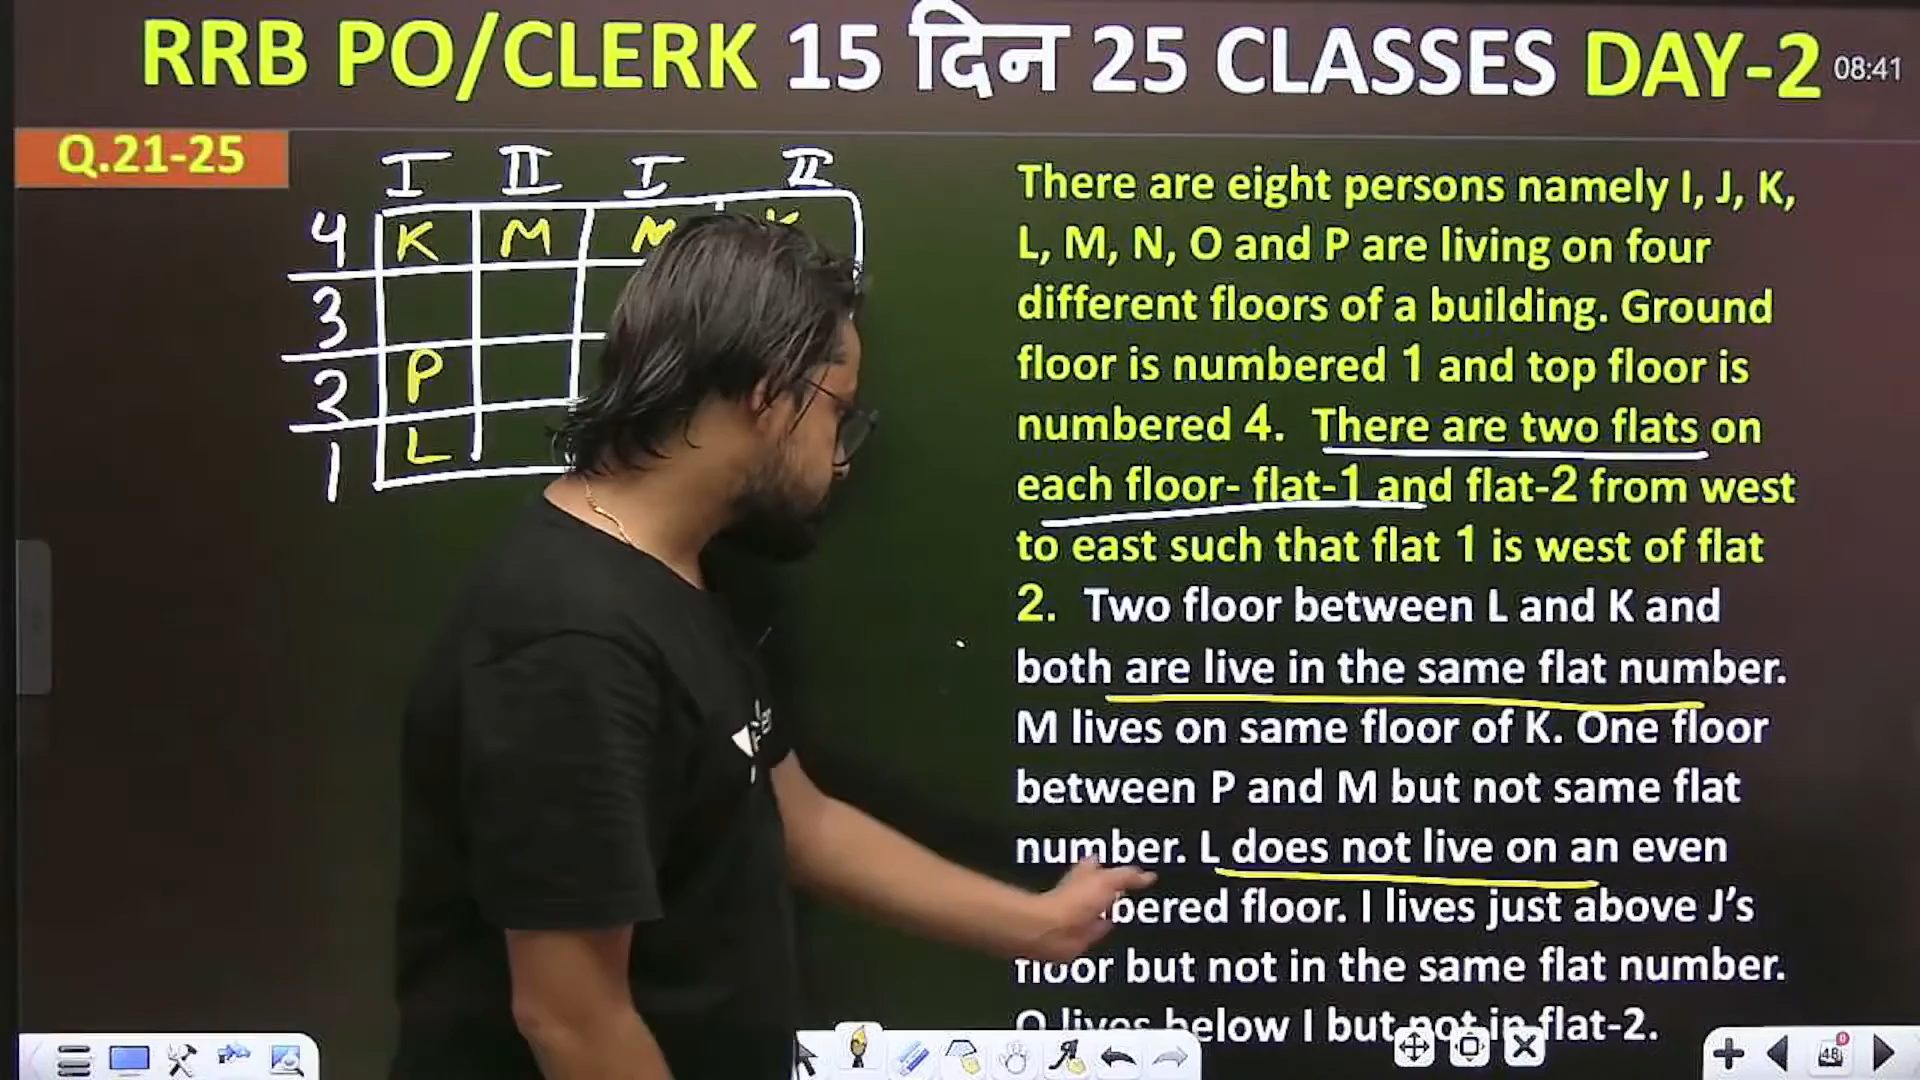 RRB PO/CLERK 15 दिन 25 CLASSES DAY-2 08:41
Q.21-25
I II I II
4 K M M K
3
2 P
1 L
There are eight persons namely I, J, K,
L, M, N, O and P are living on four
different floors of a building. Ground
floor is numbered 1 and top floor is
numbered 4. There are two flats on
each floor- flat-1 and flat-2 from west
to east such that flat 1 is west of flat
2. Two floor between L and K and
both are live in the same flat number.
M lives on same floor of K. One floor
between P and M but not same flat
number. L does not live on an even
bered floor. I lives just above J's
floor but not in the same flat number.
lives below I but not in flat-2.
48
0